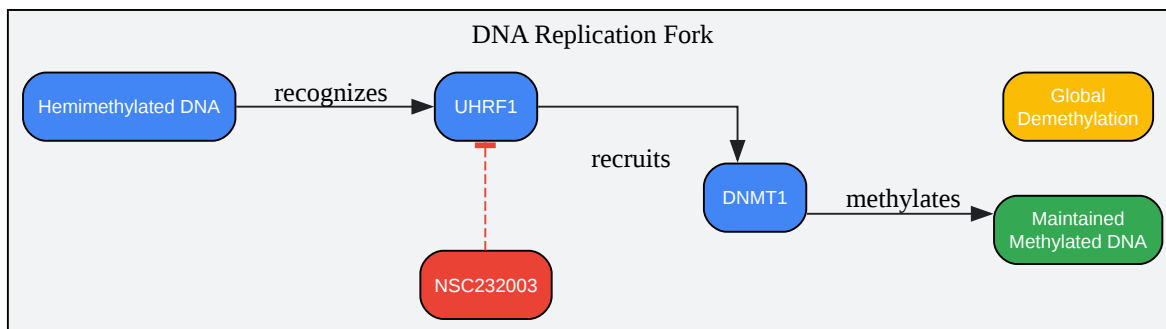 DNA Replication Fork
Hemimethylated DNA
recognizes
UHRF1
recruits
DNMT1
methylates
Global
Demethylation
Maintained
Methylated DNA
NSC232003